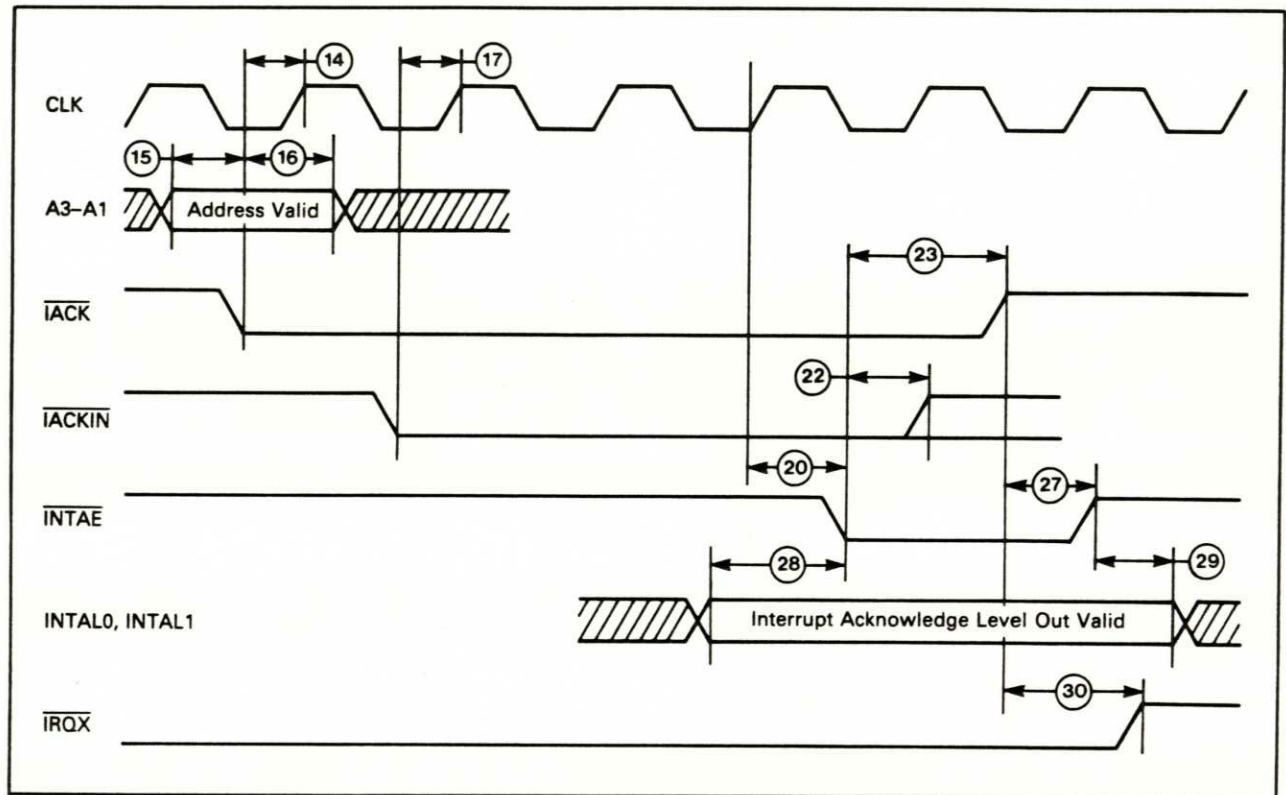 14
17
CLK
15
16
A3–A1
Address Valid
23
IACK
22
IACKIN
20
27
INTAE
28
29
INTAL0, INTAL1
Interrupt Acknowledge Level Out Valid
30
IRQX